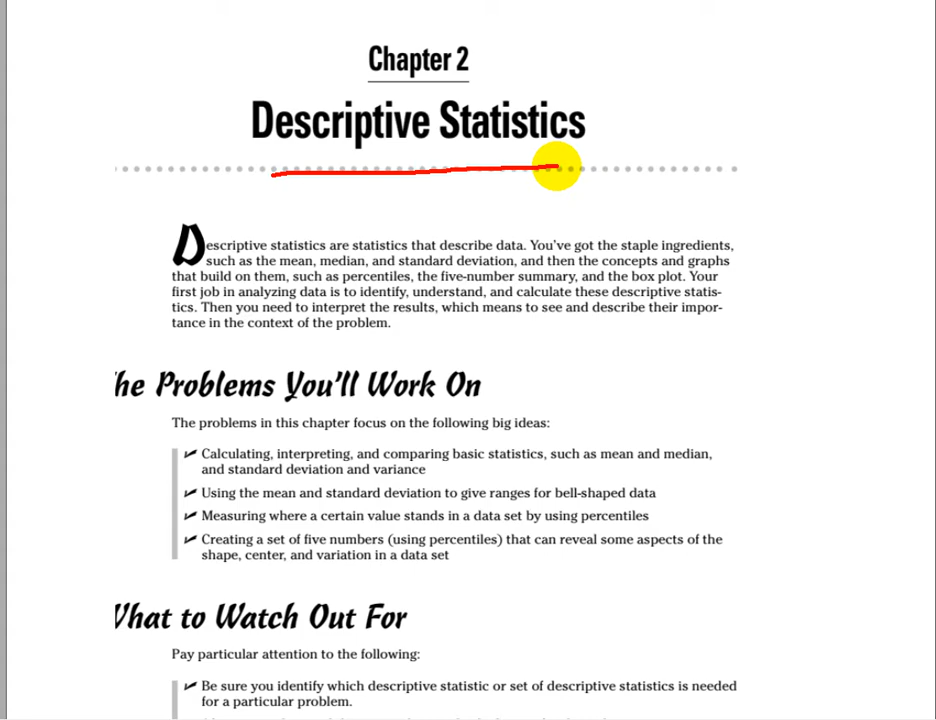 Chapter 2
Descriptive Statistics
Descriptive statistics are statistics that describe data. You've got the staple ingredients,
such as the mean, median, and standard deviation, and then the concepts and graphs
that build on them, such as percentiles, the five-number summary, and the box plot. Your
first job in analyzing data is to identify, understand, and calculate these descriptive statis-
tics. Then you need to interpret the results, which means to see and describe their impor-
tance in the context of the problem.
he Problems You'll Work On
The problems in this chapter focus on the following big ideas:
✓ Calculating, interpreting, and comparing basic statistics, such as mean and median,
and standard deviation and variance
✓ Using the mean and standard deviation to give ranges for bell-shaped data
✓ Measuring where a certain value stands in a data set by using percentiles
✓ Creating a set of five numbers (using percentiles) that can reveal some aspects of the
shape, center, and variation in a data set
What to Watch Out For
Pay particular attention to the following:
✓ Be sure you identify which descriptive statistic or set of descriptive statistics is needed
for a particular problem.